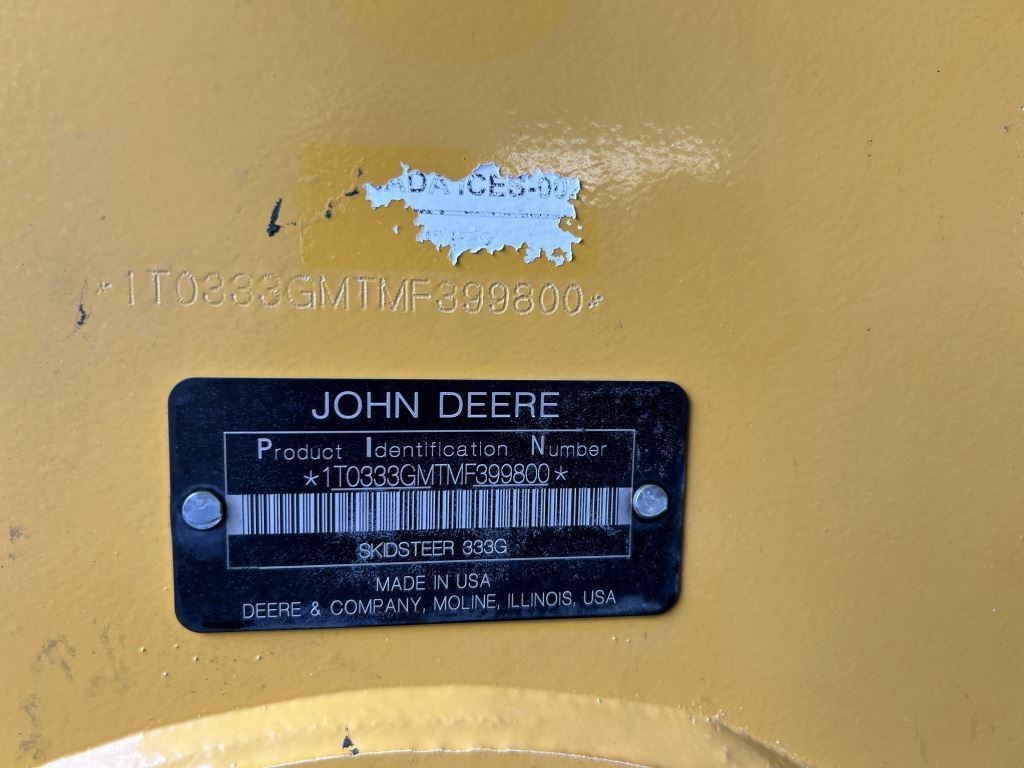 *1T0333GMTMF399800*
JOHN DEERE
Product Identification Number
*1T0333GMTMF399800*
SKIDSTEER 333G
MADE IN USA
DEERE & COMPANY, MOLINE, ILLINOIS, USA